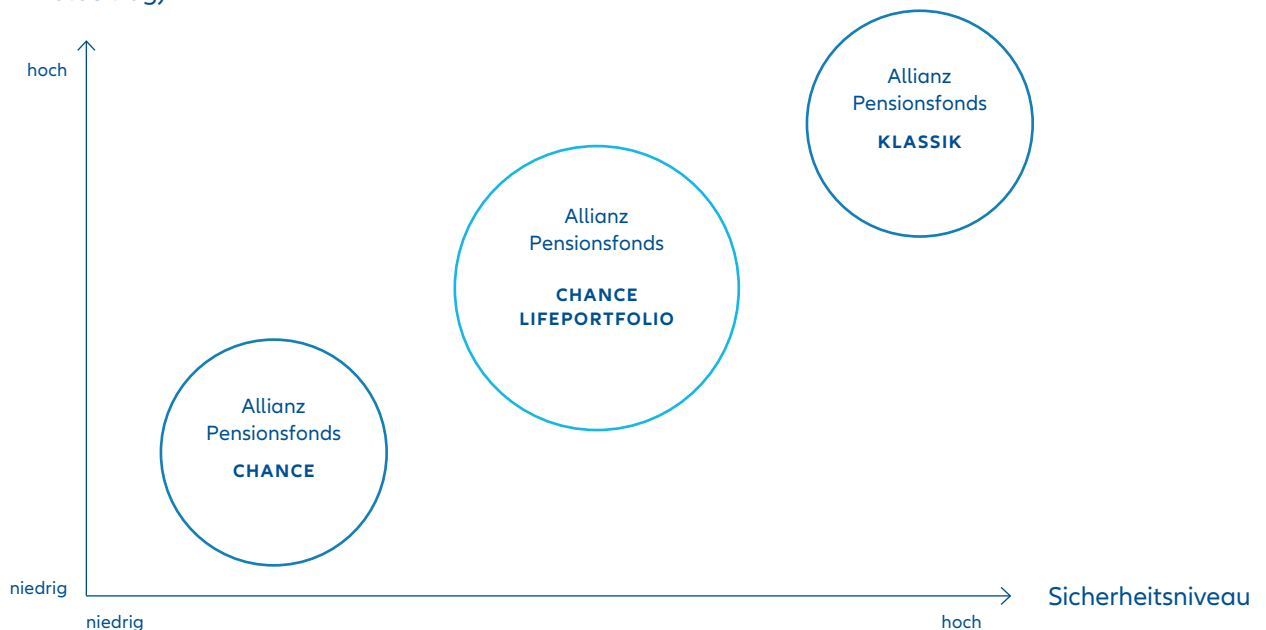 hoch
Allianz
Pensionsfonds
KLASSIK
Allianz
Pensionsfonds
CHANCE
LIFEPORTFOLIO
Allianz
Pensionsfonds
CHANCE
niedrig
niedrig
hoch
Sicherheitsniveau